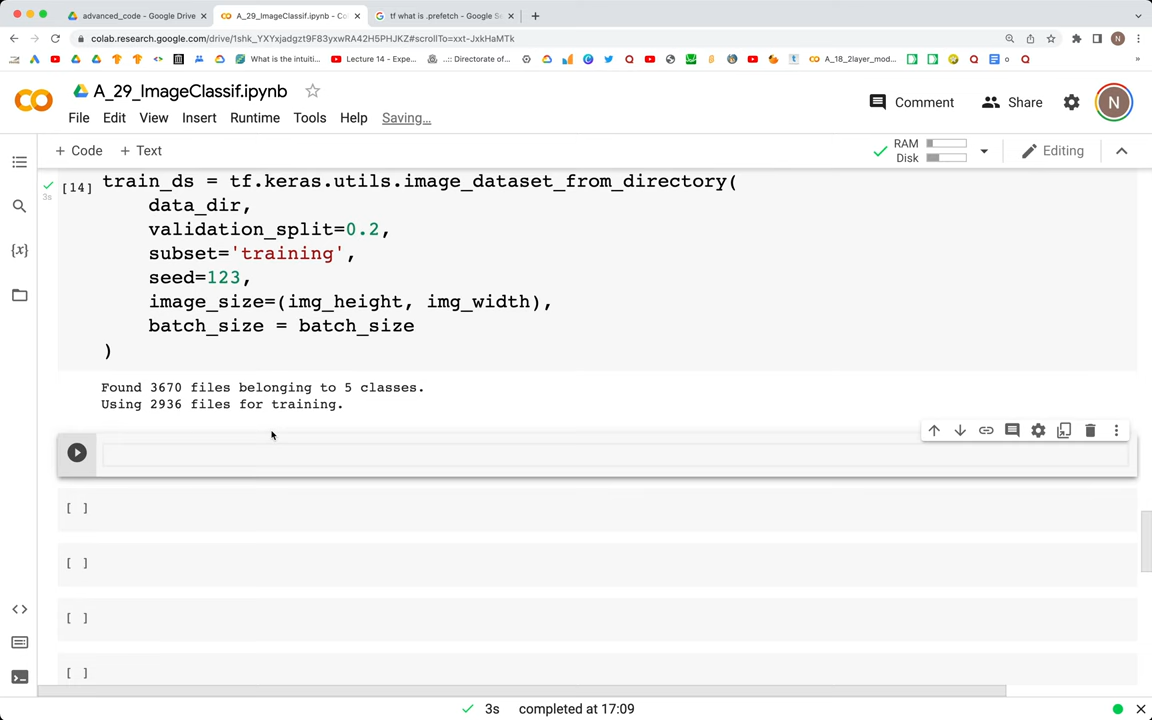 advanced_code - Google Drive
A_29_ImageClassif.ipynb - Co
tf what is .prefetch - Google Se
colab.research.google.com/drive/1shk_YXYxjadgzt9F83yxwRA42H5PHJKZ#scrollTo=xxt-JxkHaMTk
N
What is the intuiti...
Lecture 14 - Expe...
..:: Directorate of...
A_18_2layer_mod...
A_29_ImageClassif.ipynb
Comment
Share
N
File Edit View Insert Runtime Tools Help Saving...
+ Code + Text
RAM
Disk
Editing
[14] train_ds = tf.keras.utils.image_dataset_from_directory(
3s
data_dir,
validation_split=0.2,
subset='training',
seed=123,
image_size=(img_height, img_width),
batch_size = batch_size
)
Found 3670 files belonging to 5 classes.
Using 2936 files for training.
[ ]
[ ]
[ ]
[ ]
3s completed at 17:09